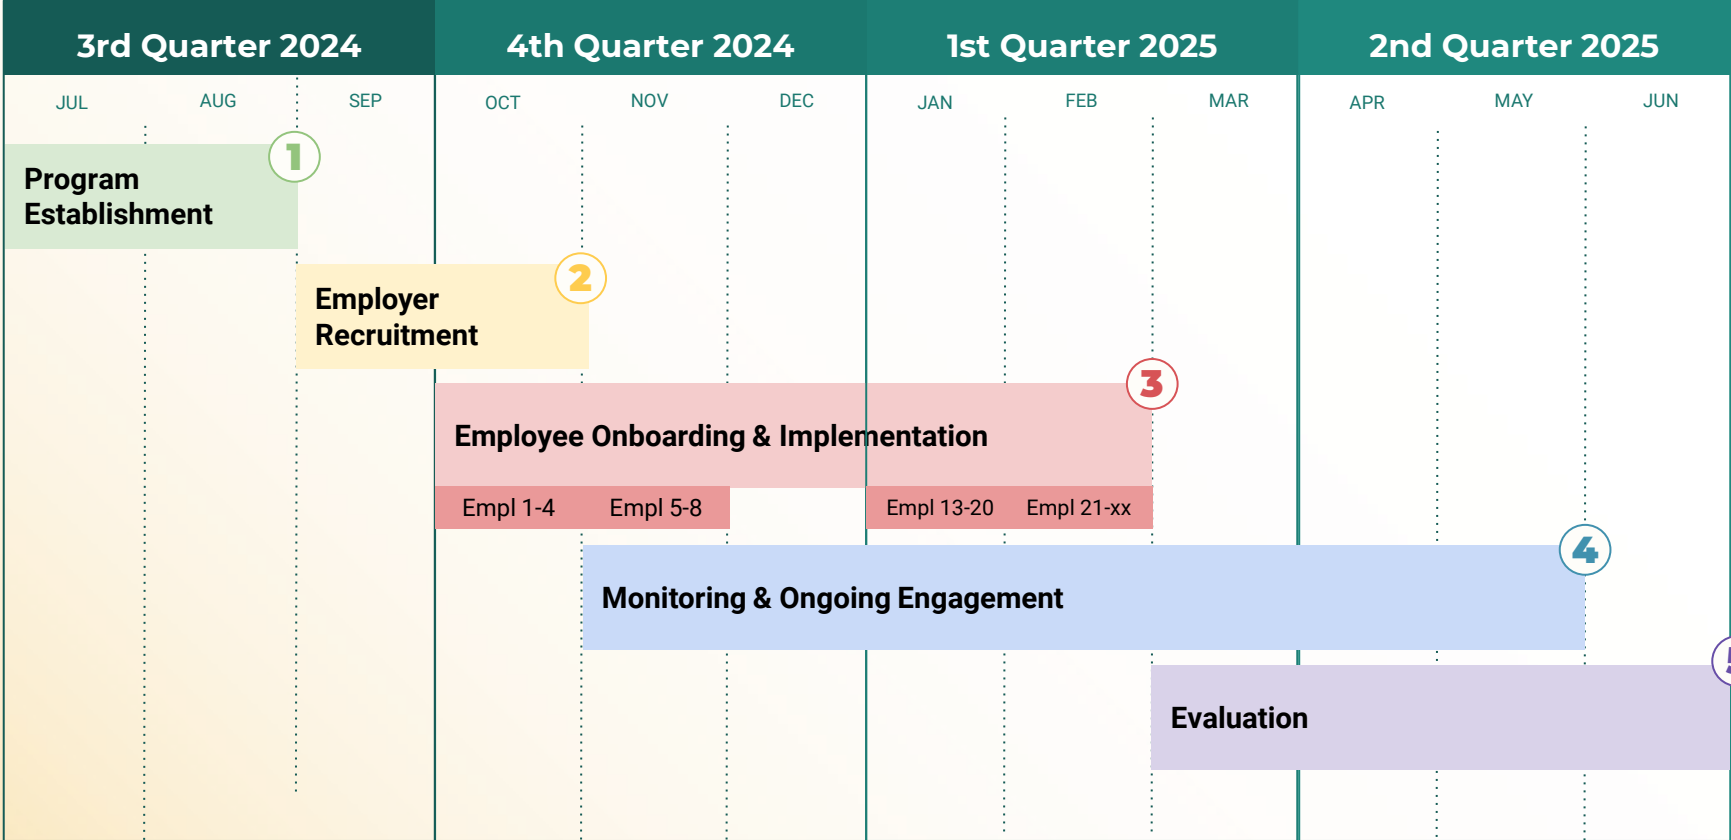 3rd Quarter 2024
4th Quarter 2024
1st Quarter 2025
2nd Quarter 2025
JUL
AUG
SEP
OCT
NOV
DEC
JAN
FEB
MAR
APR
MAY
JUN
1
Program
Establishment
2
Employer
Recruitment
3
Employee Onboarding & Implementation
Empl 1-4
Empl 5-8
Empl 13-20
Empl 21-xx
4
Monitoring & Ongoing Engagement
Evaluation